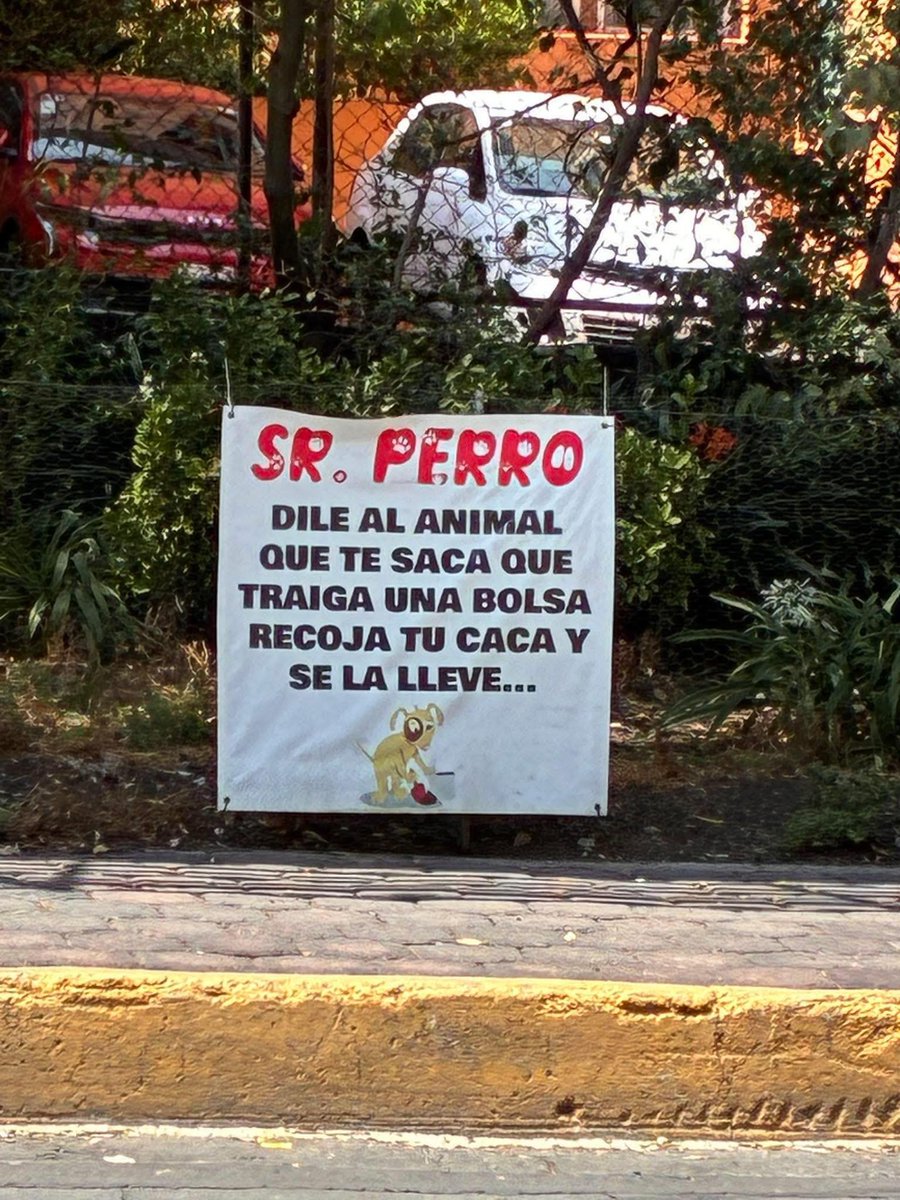 SR. PERRO
DILE AL ANIMAL
QUE TE SACA QUE
TRAIGA UNA BOLSA
RECOJA TU CACA Y
SE LA LLEVE...